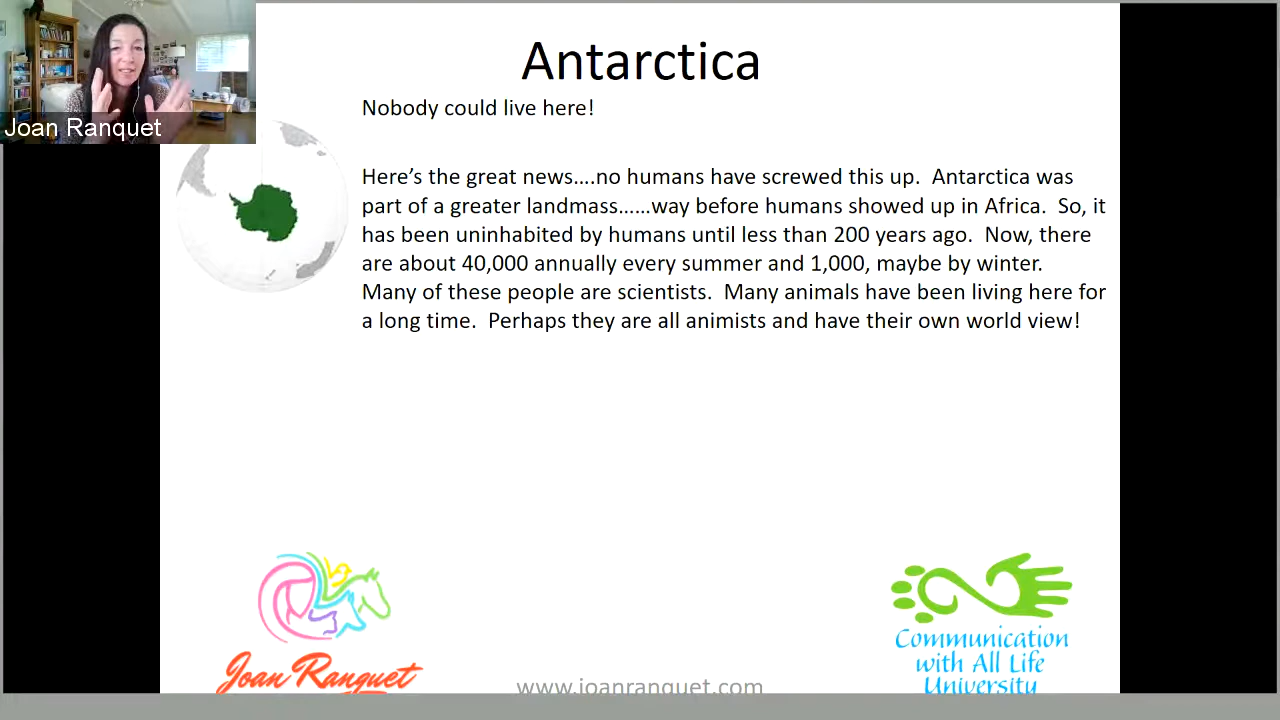 Antarctica
Nobody could live here!
Joan Ranquet
Here’s the great news….no humans have screwed this up.  Antarctica was
part of a greater landmass……way before humans showed up in Africa.  So, it
has been uninhabited by humans until less than 200 years ago.  Now, there
are about 40,000 annually every summer and 1,000, maybe by winter.
Many of these people are scientists.  Many animals have been living here for
a long time.  Perhaps they are all animists and have their own world view!
Joan Ranquet
www.joanranquet.com
Communication
with All Life
University